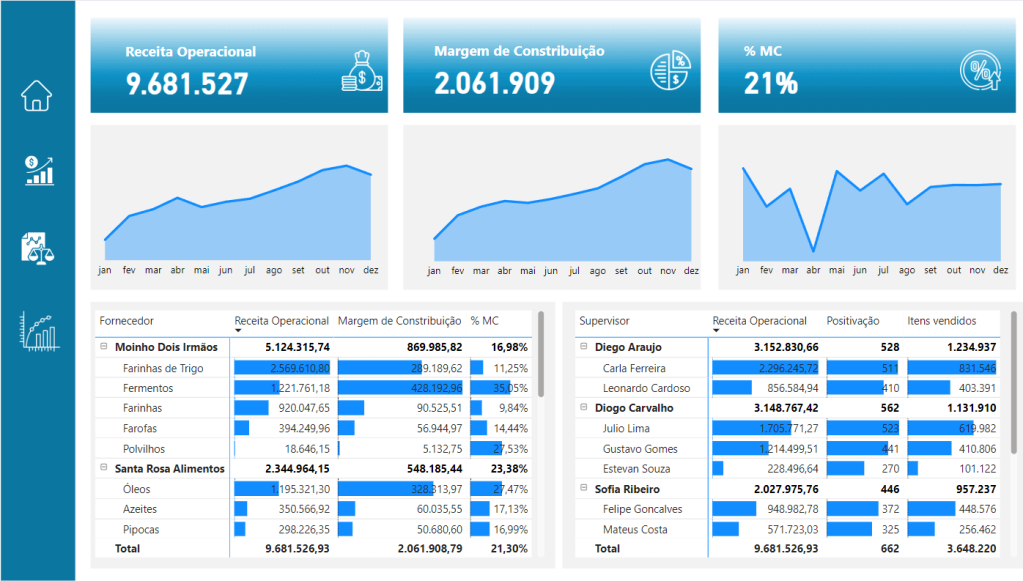 Receita Operacional
9.681.527
Margem de Constribuição
2.061.909
% MC
21%
jan fev mar abr mai jun jul ago set out nov dez
jan fev mar abr mai jun jul ago set out nov dez
jan fev mar abr mai jun jul ago set out nov dez
Fornecedor Receita Operacional Margem de Constribuição % MC
Moinho Dois Irmãos 5.124.315,74 869.985,82 16,98%
Farinhas de Trigo 2.569.610,80 289.189,62 11,25%
Fermentos 1.221.761,18 428.192,96 35,05%
Farinhas 920.047,65 90.525,51 9,84%
Farofas 394.249,96 56.944,97 14,44%
Polvilhos 18.646,15 5.132,75 27,53%
Santa Rosa Alimentos 2.344.964,15 548.185,44 23,38%
Óleos 1.195.321,30 328.313,97 27,47%
Azeites 350.566,92 60.035,55 17,13%
Pipocas 298.226,35 50.680,60 16,99%
Total 9.681.526,93 2.061.908,79 21,30%
Supervisor Receita Operacional Positivação Itens vendidos
Diego Araujo 3.152.830,66 528 1.234.937
Carla Ferreira 2.296.245,72 511 831.546
Leonardo Cardoso 856.584,94 410 403.391
Diogo Carvalho 3.148.767,42 562 1.131.910
Julio Lima 1.705.771,27 523 619.982
Gustavo Gomes 1.214.499,51 441 410.806
Estevan Souza 228.496,64 270 101.122
Sofia Ribeiro 2.027.975,76 446 957.237
Felipe Goncalves 948.982,78 372 448.576
Mateus Costa 571.723,03 325 256.462
Total 9.681.526,93 662 3.648.220